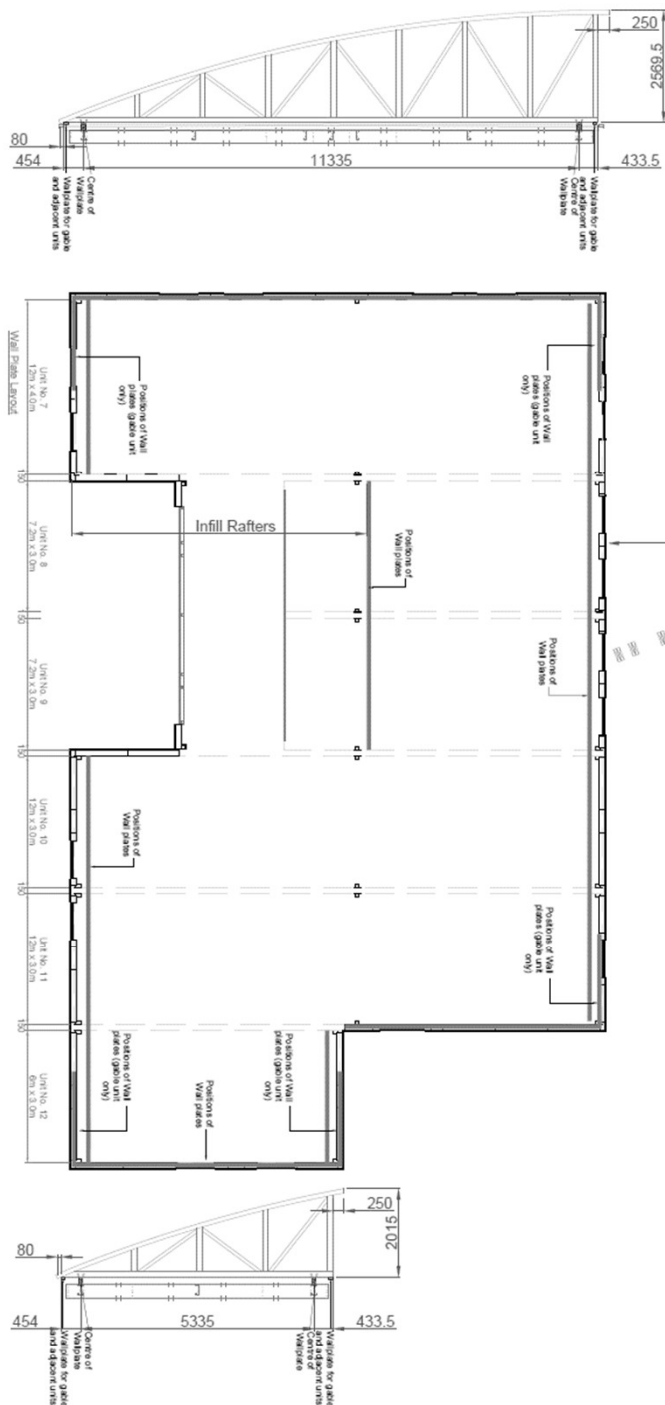 250
2569.5
80
454
11335
433.5
Wallplate for gable
and adjacent units
Centre of
Wallplate
Wallplate for gable
and adjacent units
Centre of
Wallplate
Wall Plate Layout
Unit No. 7
12m x 4.0m
Positions of Wall
plates (gable unit
only)
Positions of Wall
plates (gable unit
only)
150
Infill Rafters
Unit No. 8
7.2m x 3.0m
Positions of
Wall plates
150
Positions of
Wall plates
Unit No. 9
7.2m x 3.0m
150
Unit No. 10
12m x 3.0m
Positions of
Wall plates
150
Unit No. 11
12m x 3.0m
Positions of Wall
plates (gable unit
only)
150
Unit No. 12
6m x 3.0m
Positions of Wall
plates (gable unit
only)
Positions of
Wall plates
Positions of Wall
plates (gable unit
only)
250
2015
80
454
5335
433.5
Wallplate for gable
and adjacent units
Centre of
Wallplate
Wallplate for gable
and adjacent units
Centre of
Wallplate